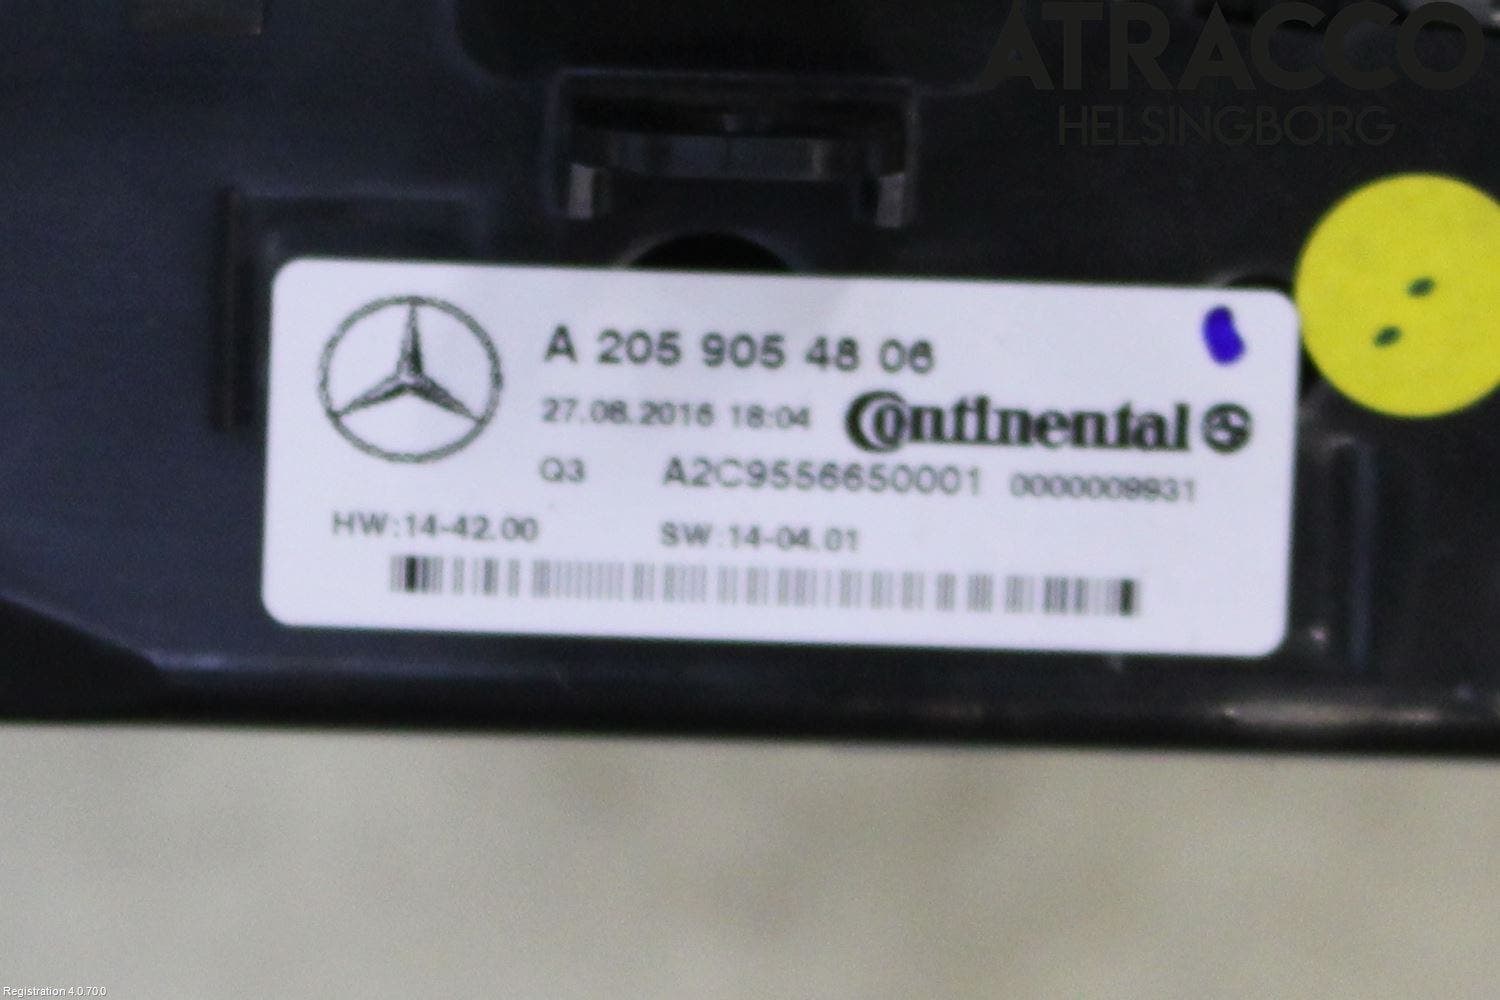 ATRACCO
HELSINGBORG
A 205 905 48 06
27.08.2016 18:04 Continental
Q3 A2C9556650001 0000009931
HW:14-42.00 SW:14-04.01
Registration 4.0.70.0